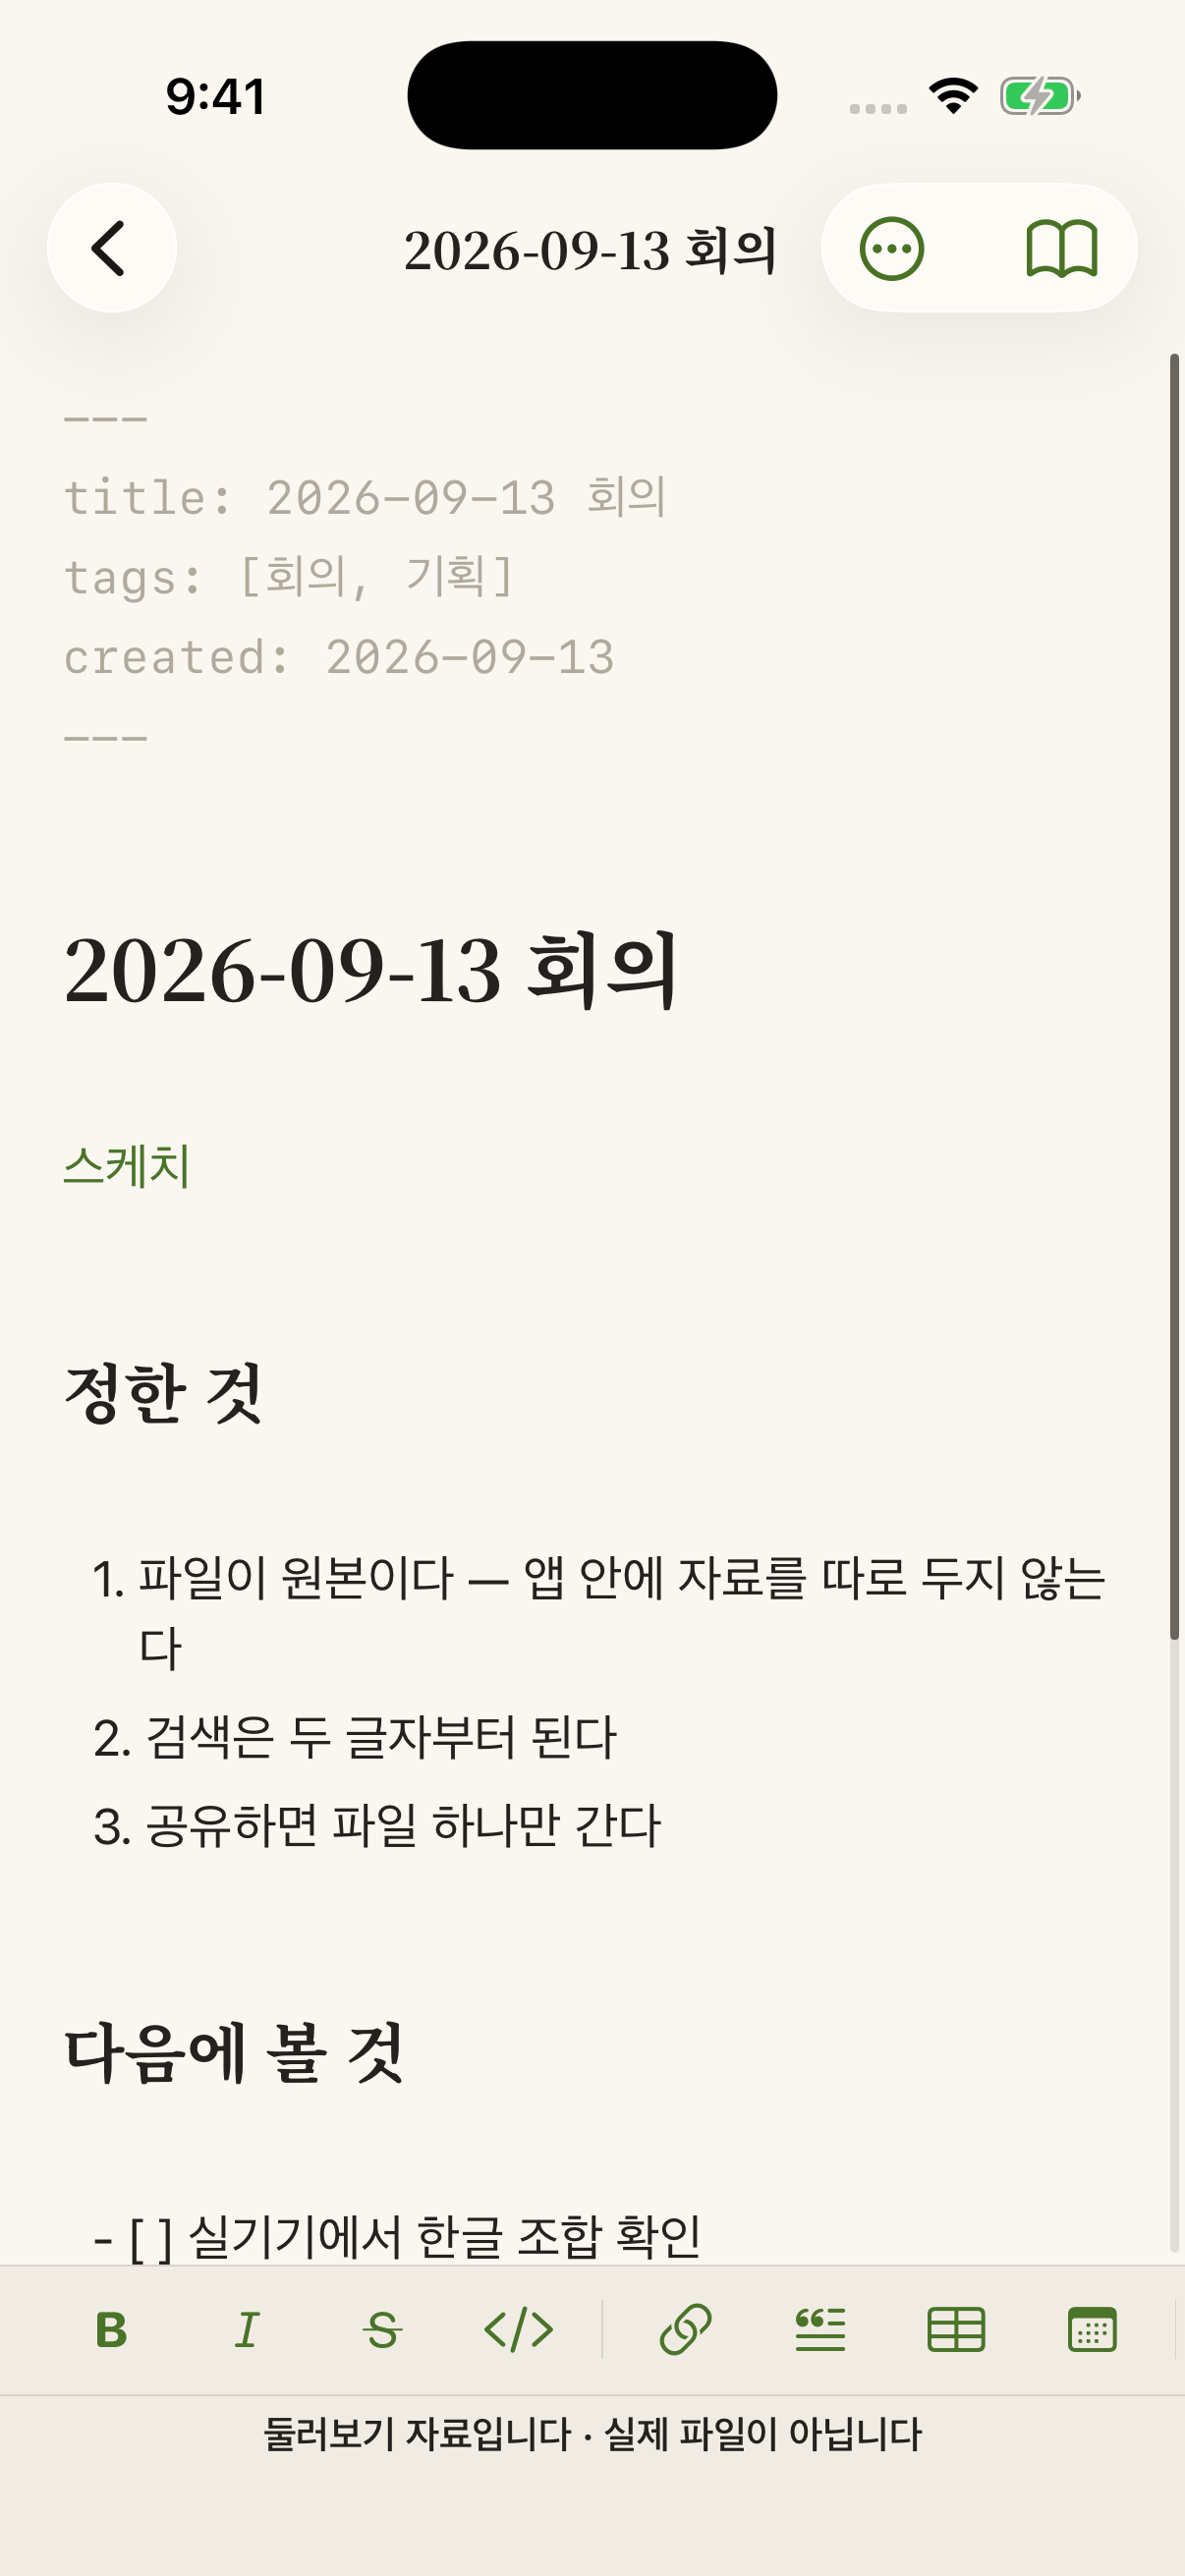 9:41
2026-09-13 회의
---
title: 2026-09-13 회의
tags: [회의, 기획]
created: 2026-09-13
---
2026-09-13 회의
스케치
정한 것
1. 파일이 원본이다 — 앱 안에 자료를 따로 두지 않는
다
2. 검색은 두 글자부터 된다
3. 공유하면 파일 하나만 간다
다음에 볼 것
- [ ] 실기기에서 한글 조합 확인
B I S </>
둘러보기 자료입니다 · 실제 파일이 아닙니다